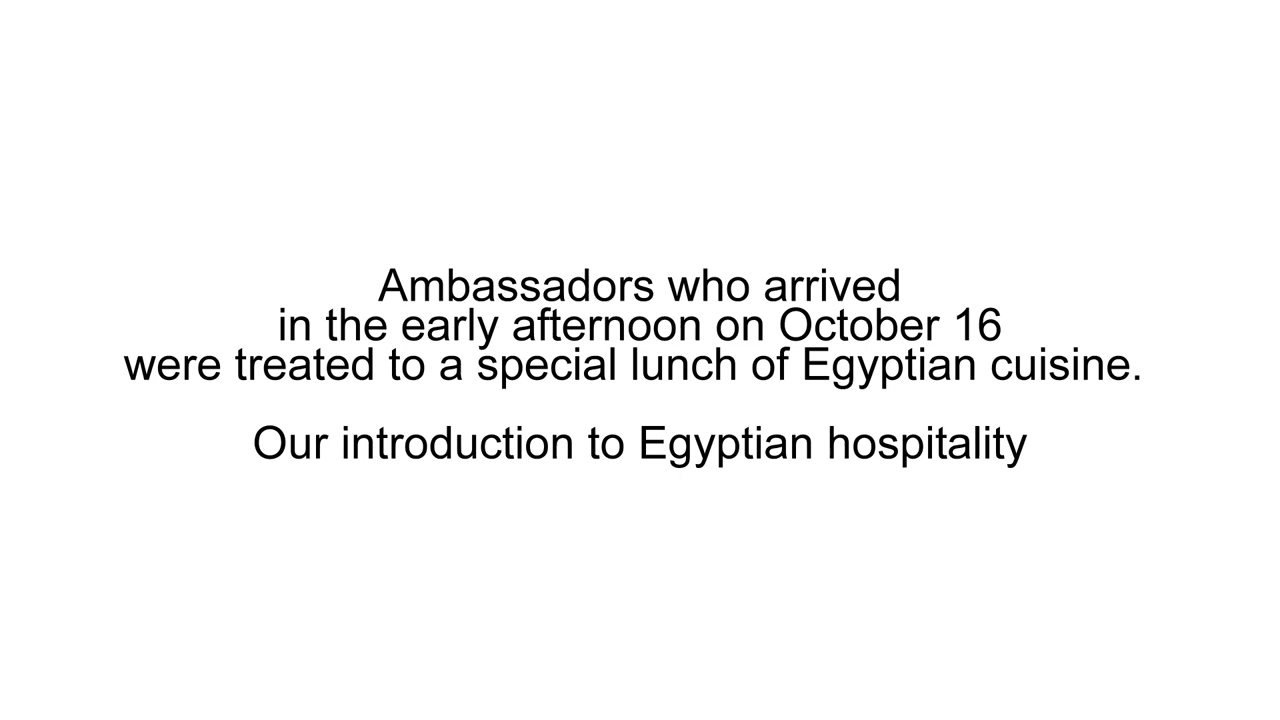 Ambassadors who arrived
in the early afternoon on October 16
were treated to a special lunch of Egyptian cuisine.
Our introduction to Egyptian hospitality